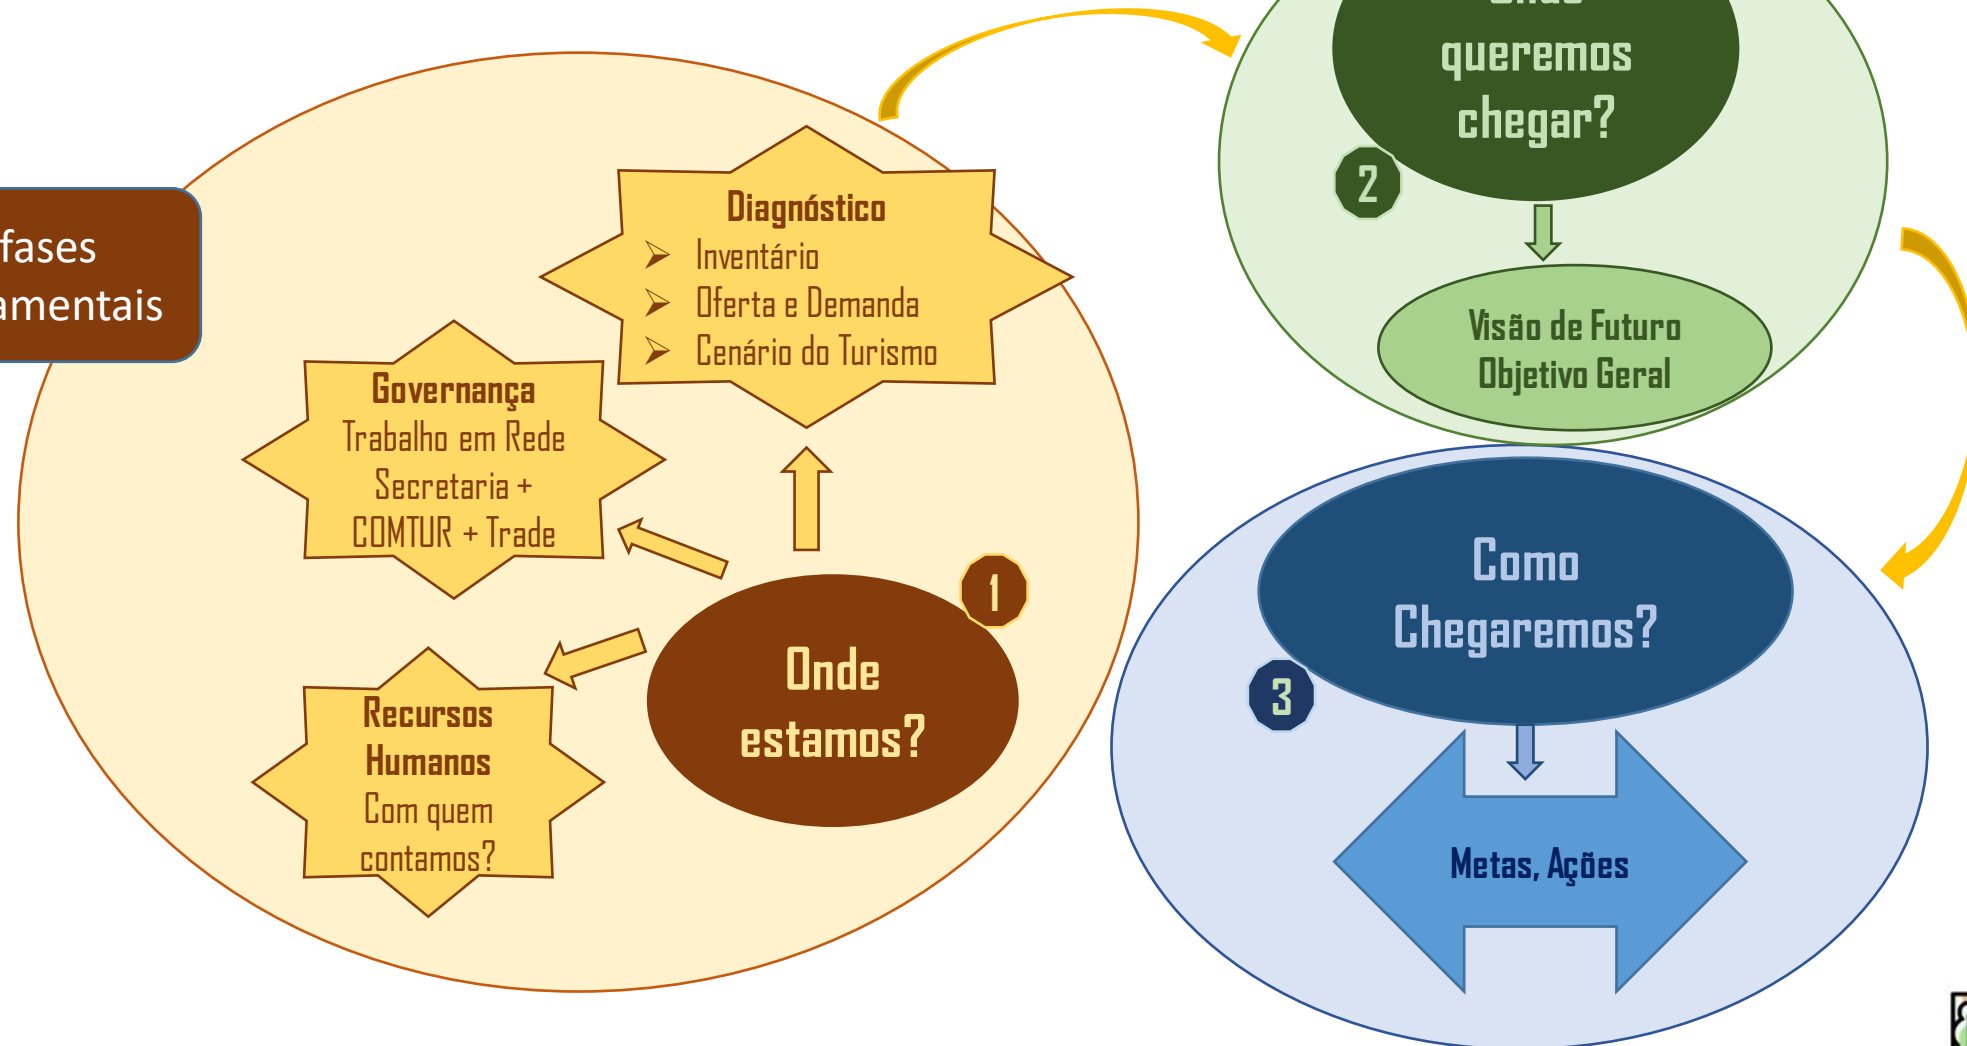 fases
Diagnóstico
➢ Inventário
➢ Oferta e Demanda
➢ Cenário do Turismo
Governança
Trabalho em Rede
Secretaria +
COMTUR + Trade
Recursos
Humanos
Com quem
contamos?
1
Onde
estamos?
queremos
chegar?
2
Visão de Futuro
Objetivo Geral
Como
Chegaremos?
3
Metas, Ações